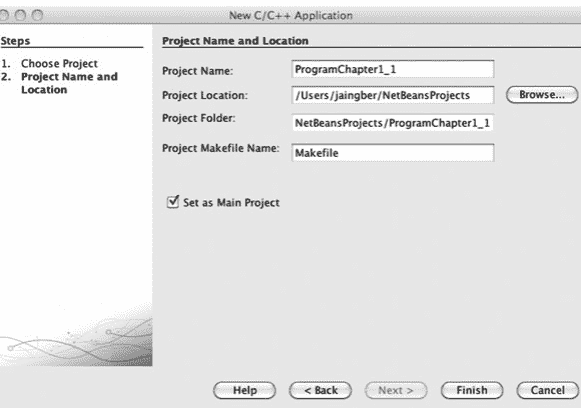 New C/C++ Application
Steps
1. Choose Project
2. Project Name and
Location
Project Name and Location
Project Name: ProgramChapter1_1
Project Location: /Users/jaingber/NetBeansProjects Browse...
Project Folder: NetBeansProjects/ProgramChapter1_1
Project Makefile Name: Makefile
Set as Main Project
Help < Back Next > Finish Cancel